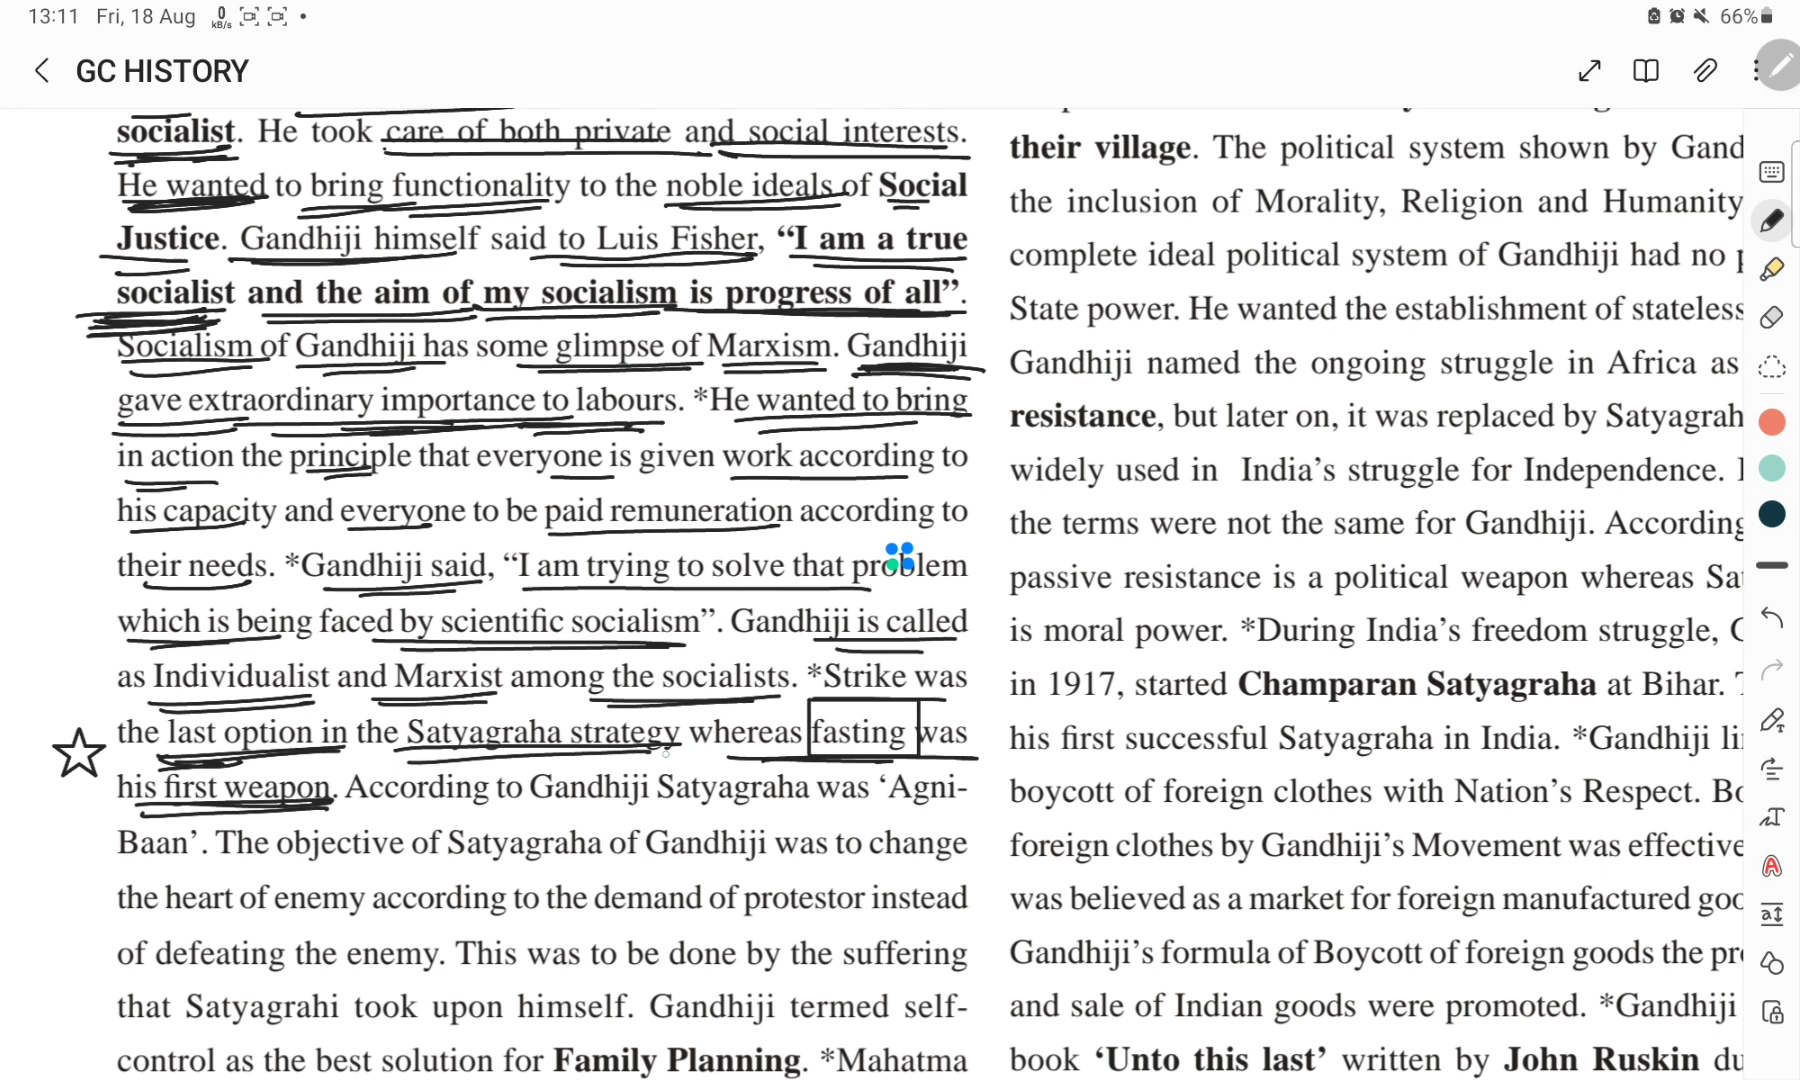 13:11 Fri, 18 Aug 0 kB/s 66%
GC HISTORY
socialist. He took care of both private and social interests.
He wanted to bring functionality to the noble ideals of Social
Justice. Gandhiji himself said to Luis Fisher, “I am a true
socialist and the aim of my socialism is progress of all”.
Socialism of Gandhiji has some glimpse of Marxism. Gandhiji
gave extraordinary importance to labours. *He wanted to bring
in action the principle that everyone is given work according to
his capacity and everyone to be paid remuneration according to
their needs. *Gandhiji said, “I am trying to solve that problem
which is being faced by scientific socialism”. Gandhiji is called
as Individualist and Marxist among the socialists. *Strike was
the last option in the Satyagraha strategy whereas fasting was
his first weapon. According to Gandhiji Satyagraha was ‘Agni-
Baan’. The objective of Satyagraha of Gandhiji was to change
the heart of enemy according to the demand of protestor instead
of defeating the enemy. This was to be done by the suffering
that Satyagrahi took upon himself. Gandhiji termed self-
control as the best solution for Family Planning. *Mahatma
their village. The political system shown by Gand
the inclusion of Morality, Religion and Humanity
complete ideal political system of Gandhiji had no
State power. He wanted the establishment of stateless
Gandhiji named the ongoing struggle in Africa as
resistance, but later on, it was replaced by Satyagrah
widely used in India’s struggle for Independence.
the terms were not the same for Gandhiji. According
passive resistance is a political weapon whereas Sa
is moral power. *During India’s freedom struggle,
in 1917, started Champaran Satyagraha at Bihar.
his first successful Satyagraha in India. *Gandhiji li
boycott of foreign clothes with Nation’s Respect. Bo
foreign clothes by Gandhiji’s Movement was effective
was believed as a market for foreign manufactured goo
Gandhiji’s formula of Boycott of foreign goods the pr
and sale of Indian goods were promoted. *Gandhiji
book ‘Unto this last’ written by John Ruskin du